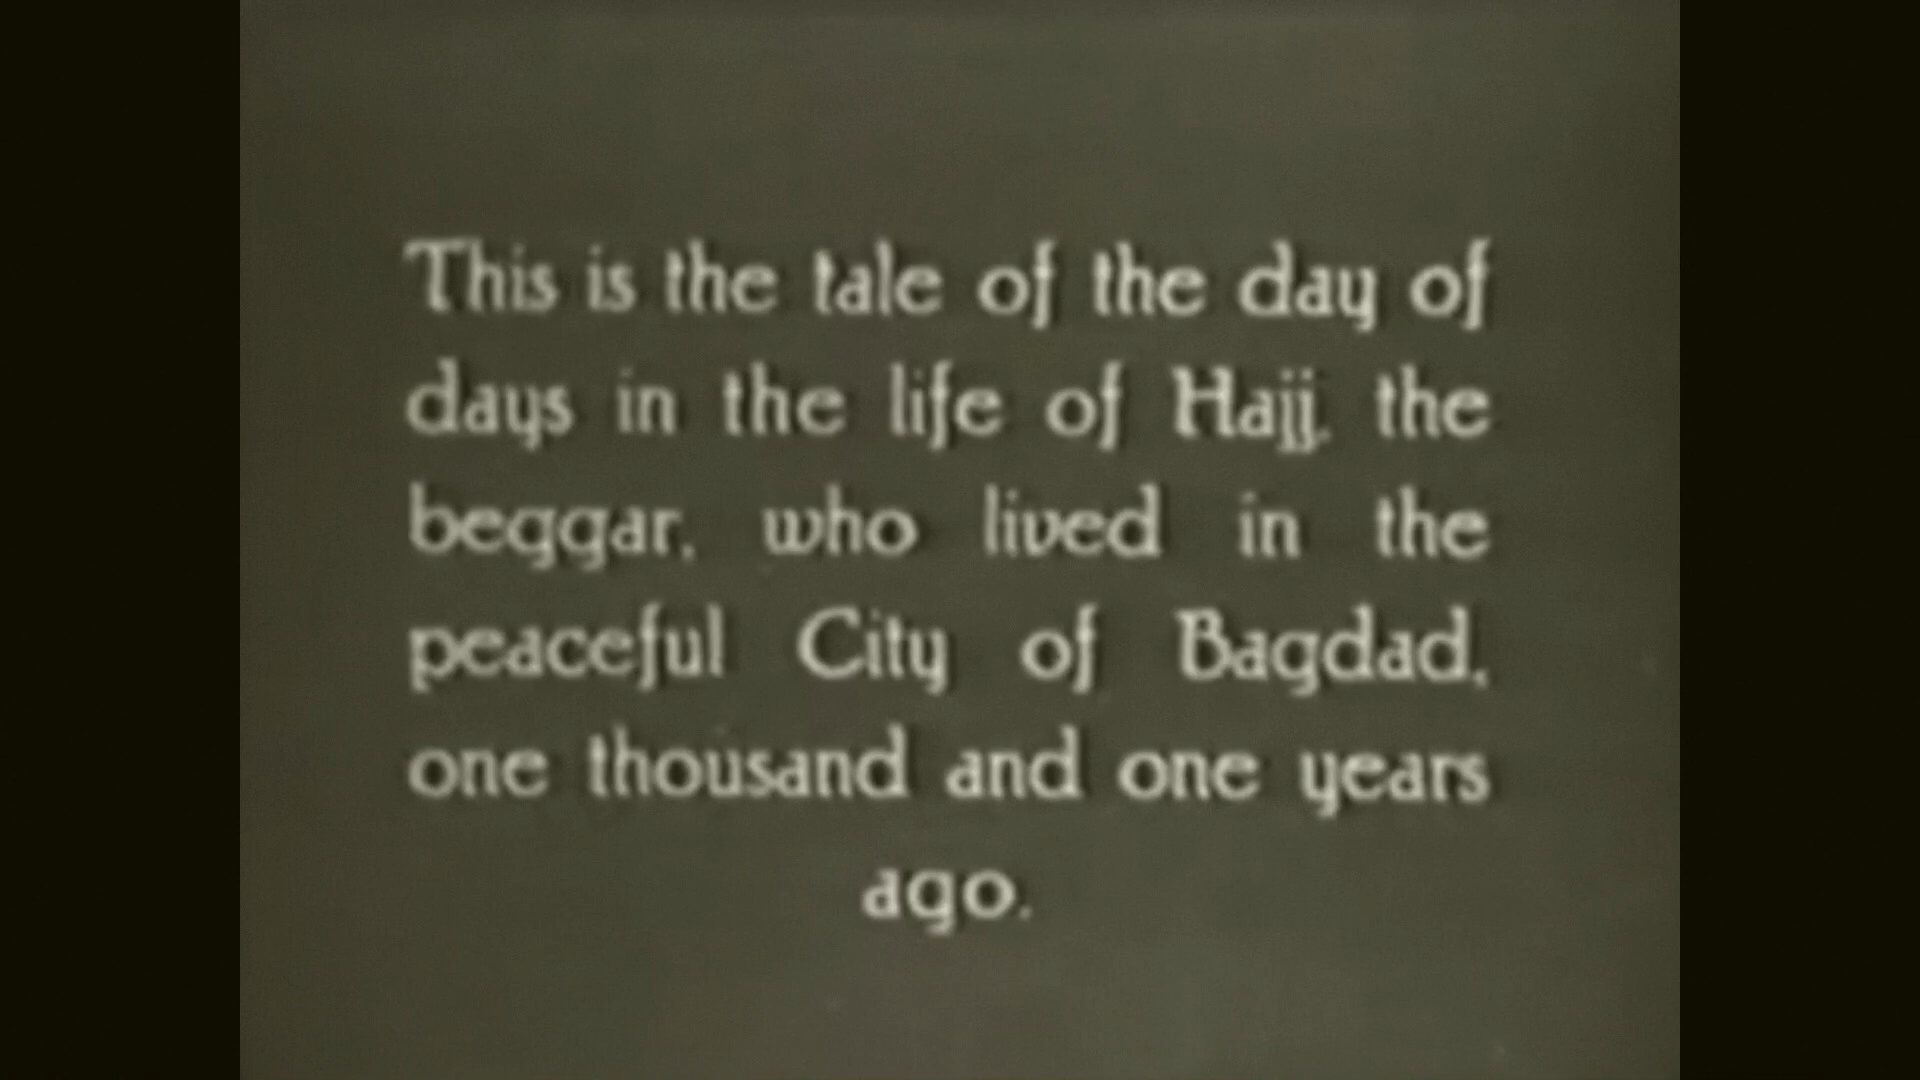 This is the tale of the day of
days in the life of Hajj, the
beggar, who lived in the
peaceful City of Bagdad,
one thousand and one years
ago.